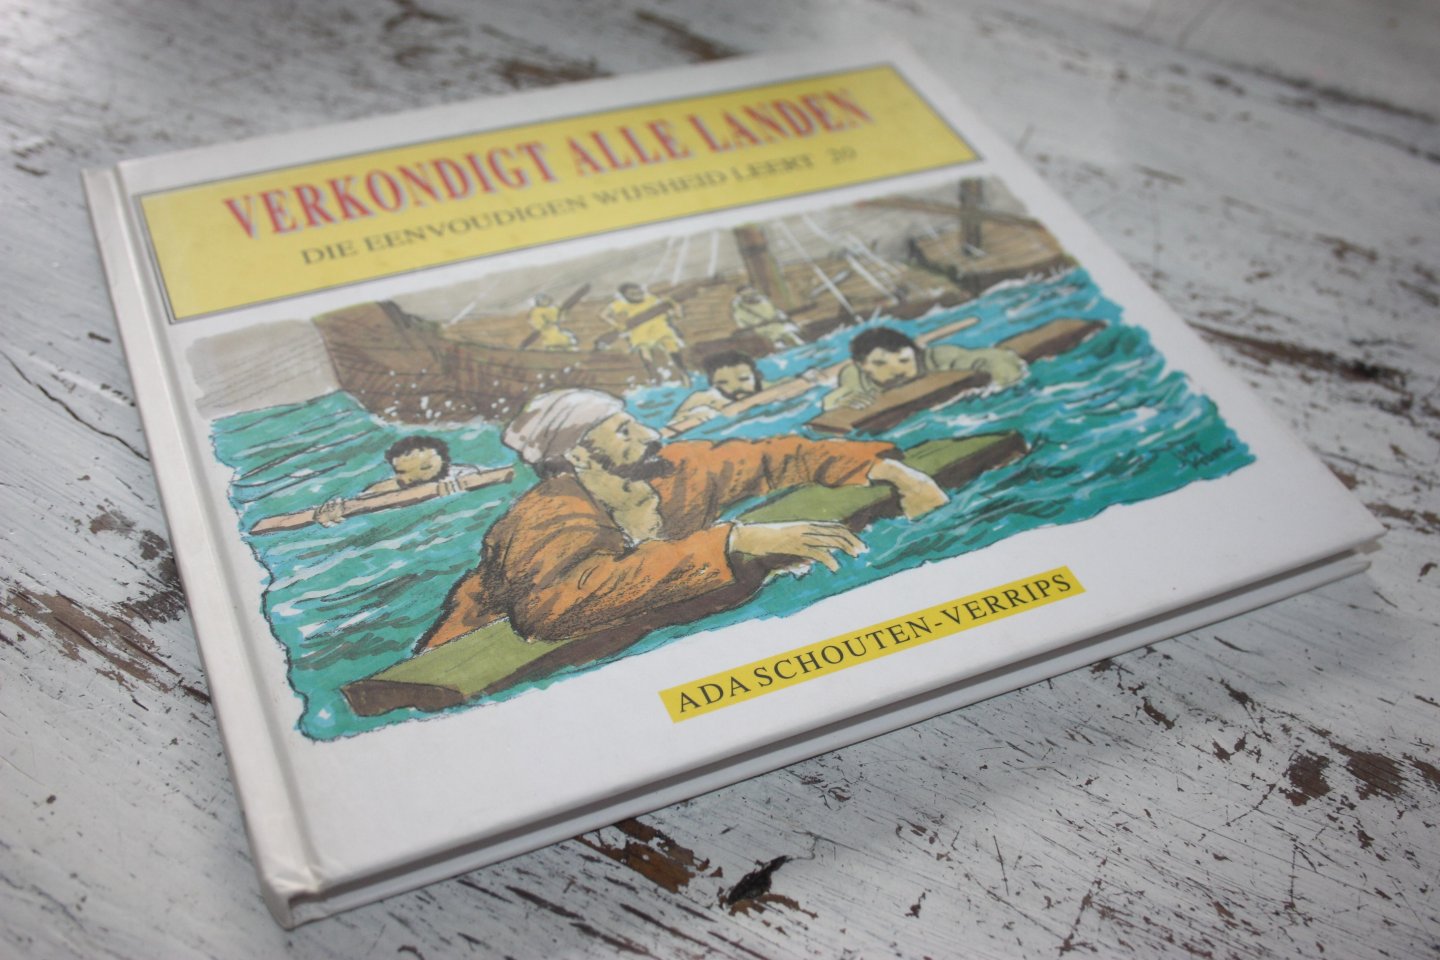 VERKONDIGT ALLE LANDEN
DIE EENVOUDIGEN WIJSHEID LEERT 20
ADA SCHOUTEN-VERRIPS